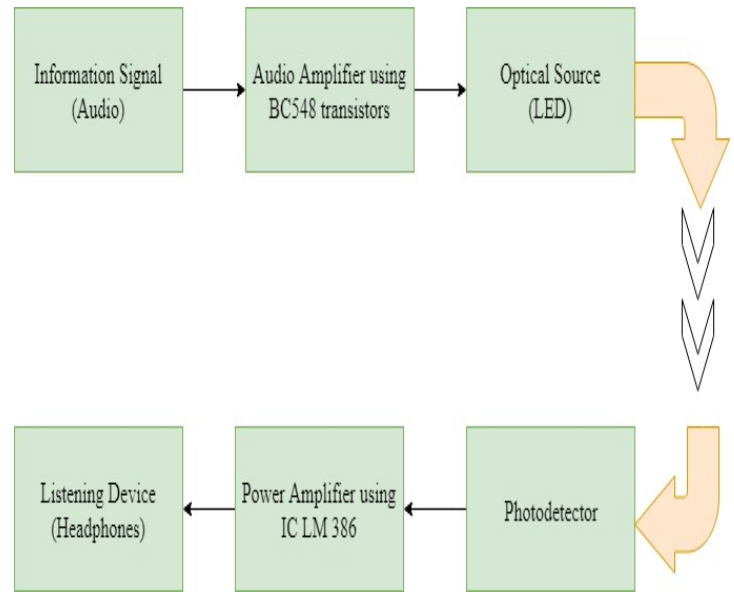 Information Signal
(Audio)
Audio Amplifier using
BC548 transistors
Optical Source
(LED)
Listening Device
(Headphones)
Power Amplifier using
IC LM 386
Photodetector